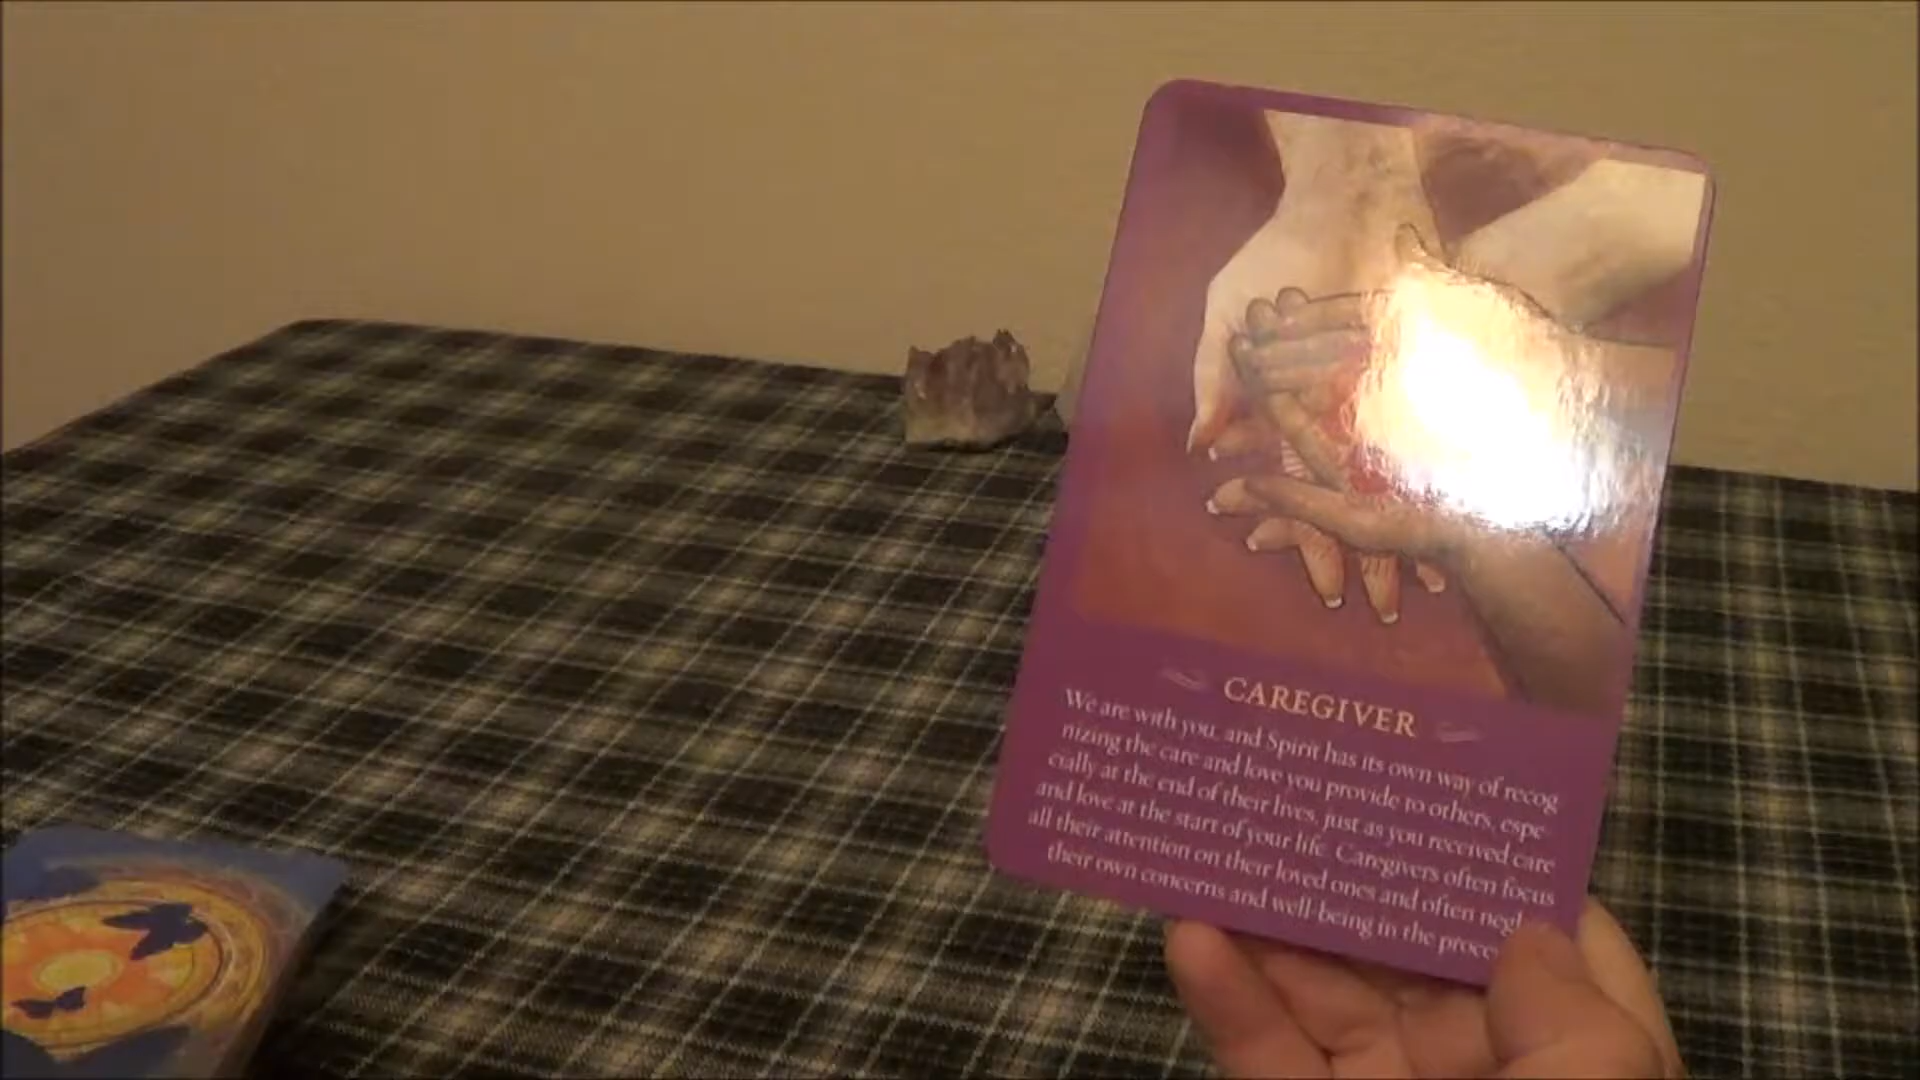 CAREGIVER
We are with you, and Spirit has its own way of recog
nizing the care and love you provide to others, espe-
cially at the end of their lives, just as you received care
and love at the start of your life. Caregivers often focus
all their attention on their loved ones and often negl
their own concerns and well-being in the proce